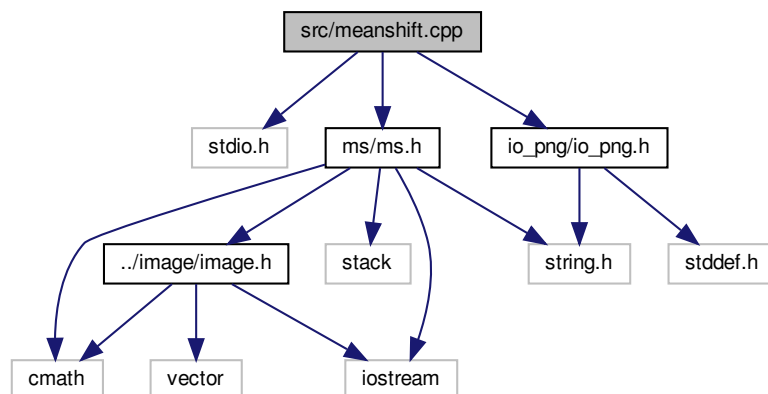 src/meanshift.cpp
stdio.h
ms/ms.h
io_png/io_png.h
../image/image.h
stack
string.h
stddef.h
cmath
vector
iostream